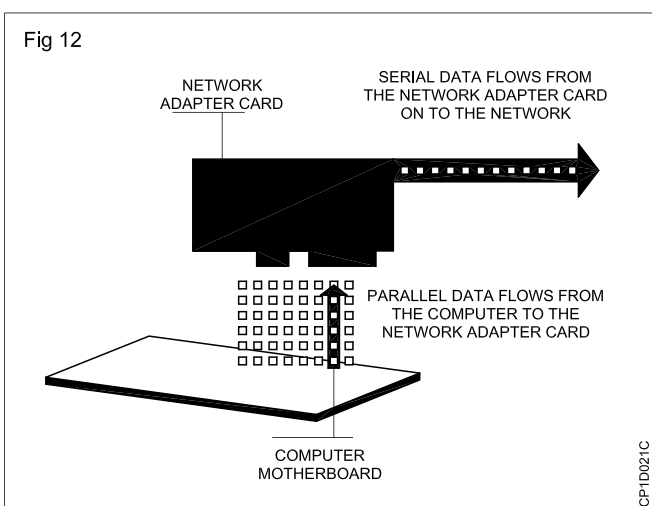 Fig 12
NETWORK
ADAPTER CARD
SERIAL DATA FLOWS FROM
THE NETWORK ADAPTER CARD
ON TO THE NETWORK
PARALLEL DATA FLOWS FROM
THE COMPUTER TO THE
NETWORK ADAPTER CARD
COMPUTER
MOTHERBOARD
CP1D021C